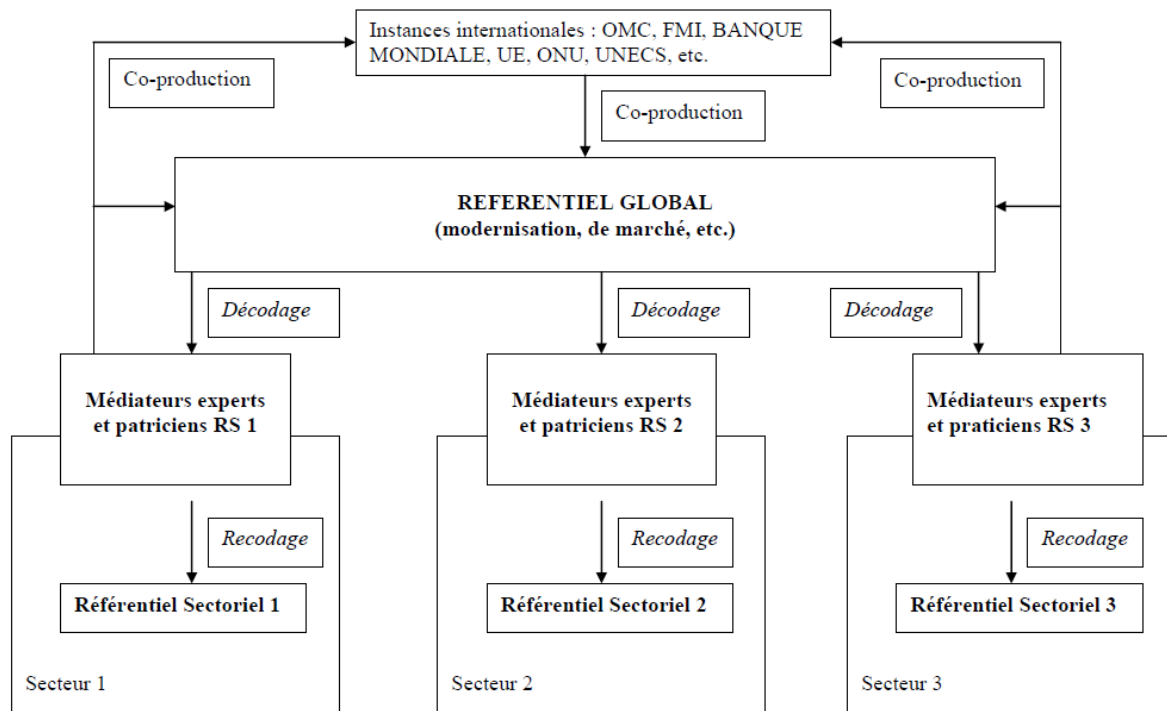 Instances internationales : OMC, FMI, BANQUE
MONDIALE, UE, ONU, UNECS, etc.
Co-production
Co-production
Co-production
REFERENTIEL GLOBAL
(modernisation, de marché, etc.)
Décodage
Décodage
Décodage
Médiateurs experts
et patriciens RS 1
Médiateurs experts
et patriciens RS 2
Médiateurs experts
et praticiens RS 3
Recodage
Recodage
Recodage
Référentiel Sectoriel 1
Référentiel Sectoriel 2
Référentiel Sectoriel 3
Secteur 1
Secteur 2
Secteur 3